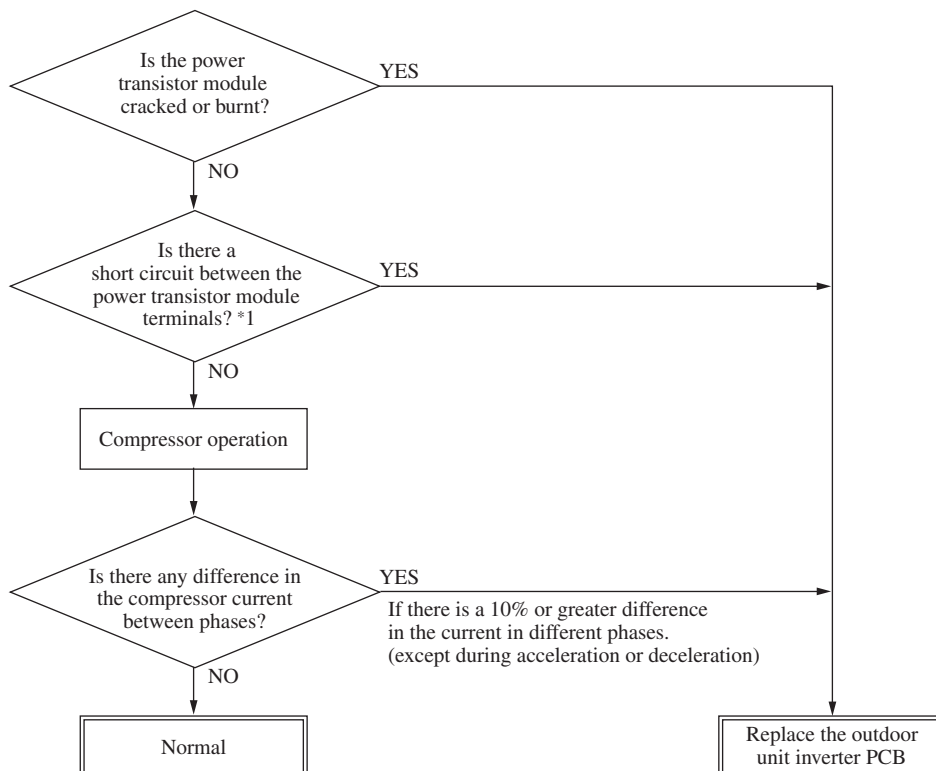 Is the power
transistor module
cracked or burnt?
YES
NO
Is there a
short circuit between the
power transistor module
terminals? *1
YES
NO
Compressor operation
Is there any difference in
the compressor current
between phases?
YES
If there is a 10% or greater difference
in the current in different phases.
(except during acceleration or deceleration)
NO
Normal
Replace the outdoor
unit inverter PCB